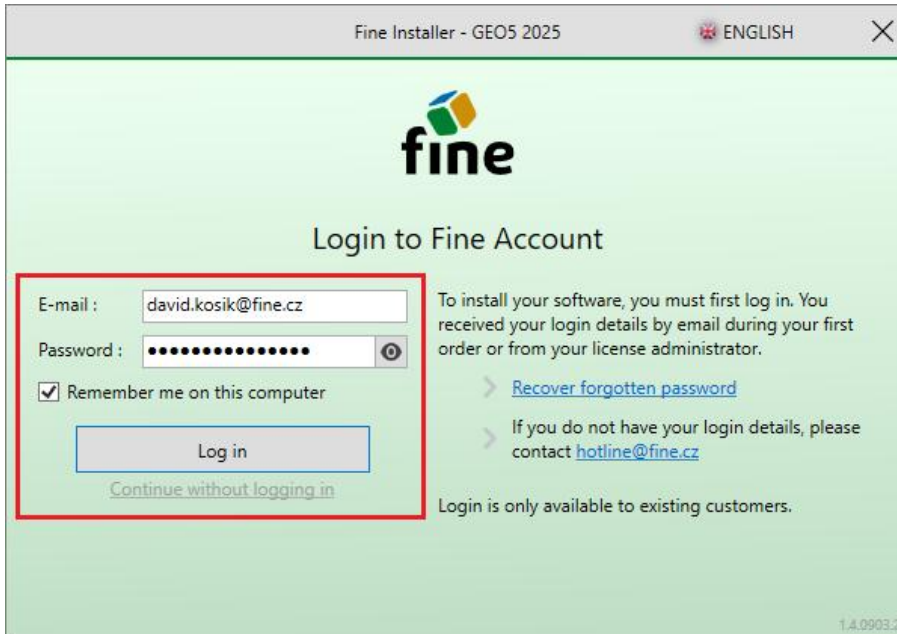 Fine Installer - GEO5 2025
ENGLISH
fine
Login to Fine Account
E-mail :
david.kosik@fine.cz
Password :
•••••••••••••••
Remember me on this computer
Log in
Continue without logging in
To install your software, you must first log in. You
received your login details by email during your first
order or from your license administrator.
Recover forgotten password
If you do not have your login details, please
contact hotline@fine.cz
Login is only available to existing customers.